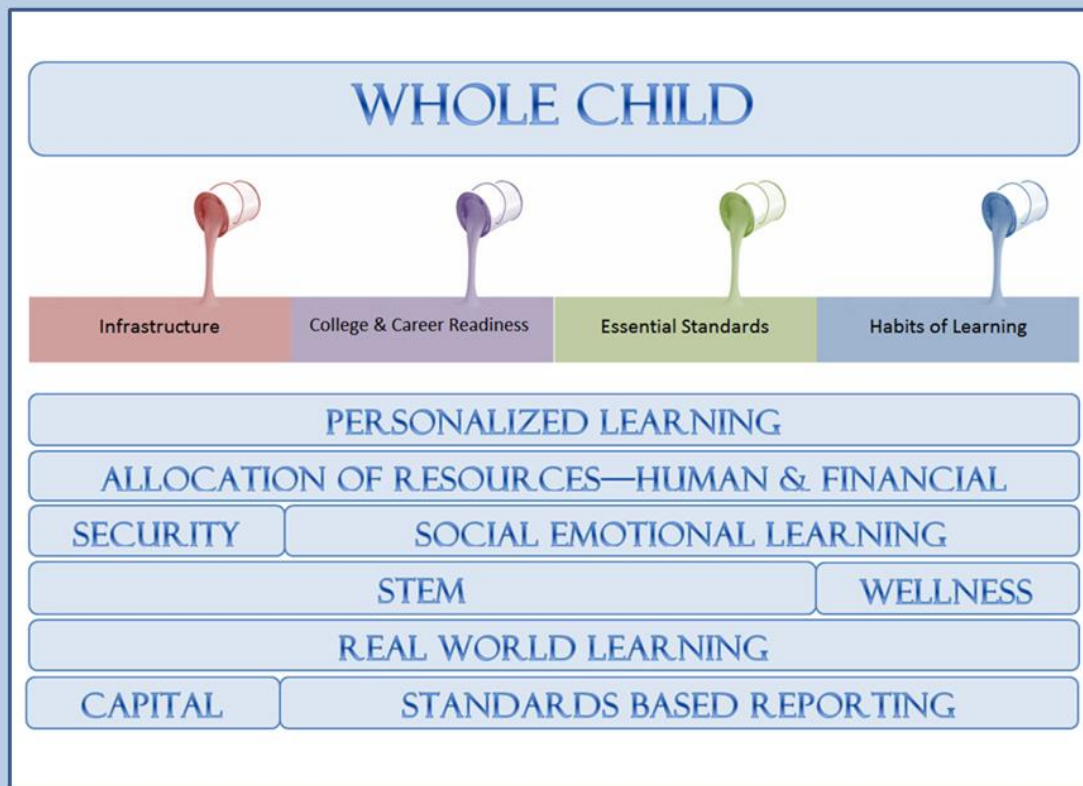 WHOLE CHILD
Infrastructure
College & Career Readiness
Essential Standards
Habits of Learning
PERSONALIZED LEARNING
ALLOCATION OF RESOURCES—HUMAN & FINANCIAL
SECURITY
SOCIAL EMOTIONAL LEARNING
STEM
WELLNESS
REAL WORLD LEARNING
CAPITAL
STANDARDS BASED REPORTING